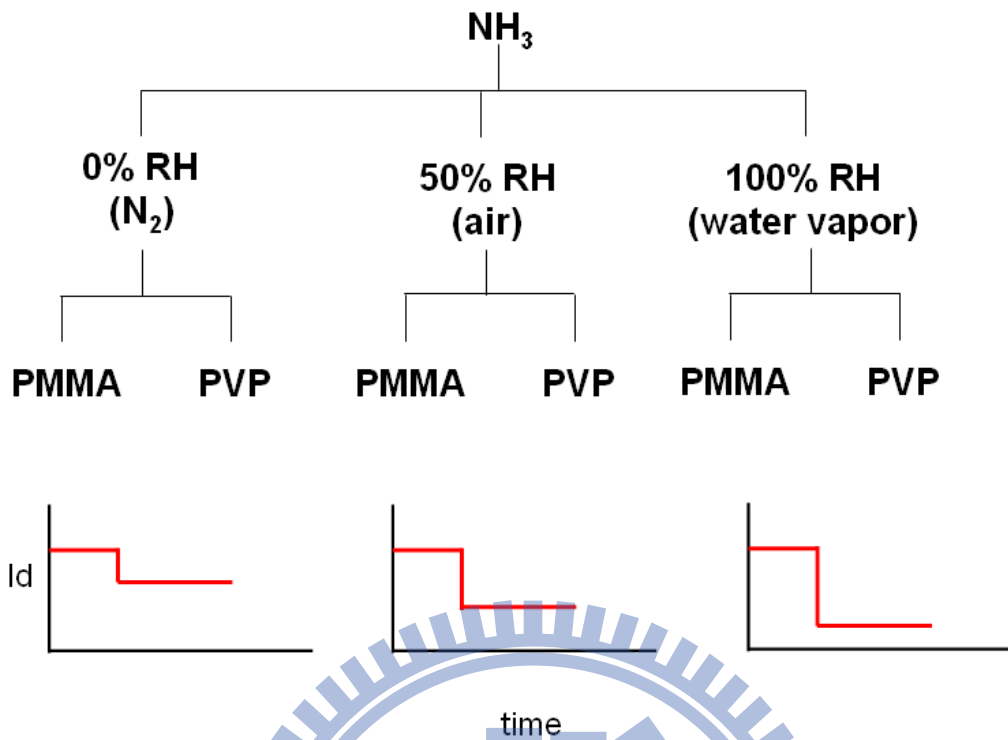 NH₃
0% RH
(N₂)
50% RH
(air)
100% RH
(water vapor)
PMMA PVP PMMA PVP PMMA PVP
Id
time